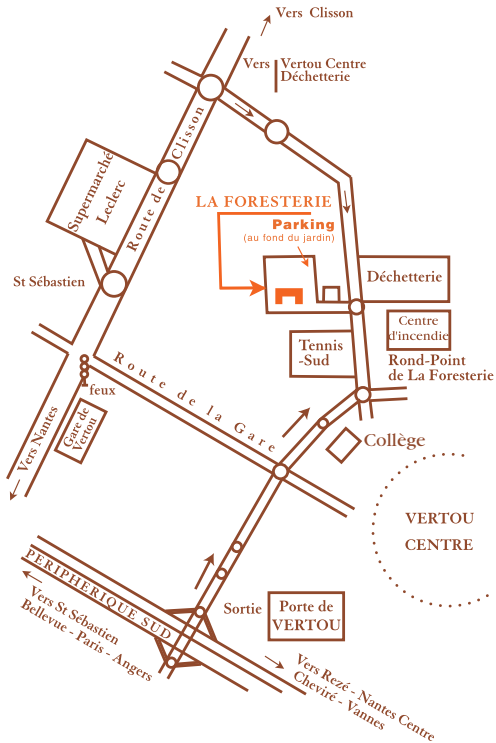 Vers Clisson
Vers
Vertou Centre
Déchetterie
Route de Clisson
Supermarché
Leclerc
LA FORESTERIE
Parking
(au fond du jardin)
St Sébastien
Déchetterie
Centre
d'incendie
Tennis
-Sud
Rond-Point
de La Foresterie
Route de la Gare
feux
Gare de
Vertou
Vers Nantes
Collège
VERTOU
CENTRE
PERIPHERIQUE SUD
Sortie
Porte de
VERTOU
Vers St Sébastien
Bellevue - Paris - Angers
Vers Rezé - Nantes Centre
Cheviré - Vannes